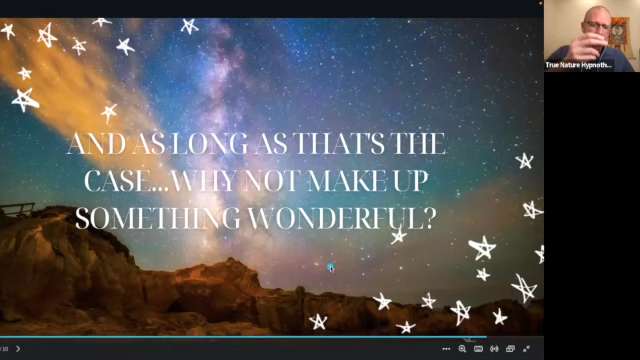 AND AS LONG AS THAT'S THE
CASE...WHY NOT MAKE UP
SOMETHING WONDERFUL?
True Nature Hypnoth...